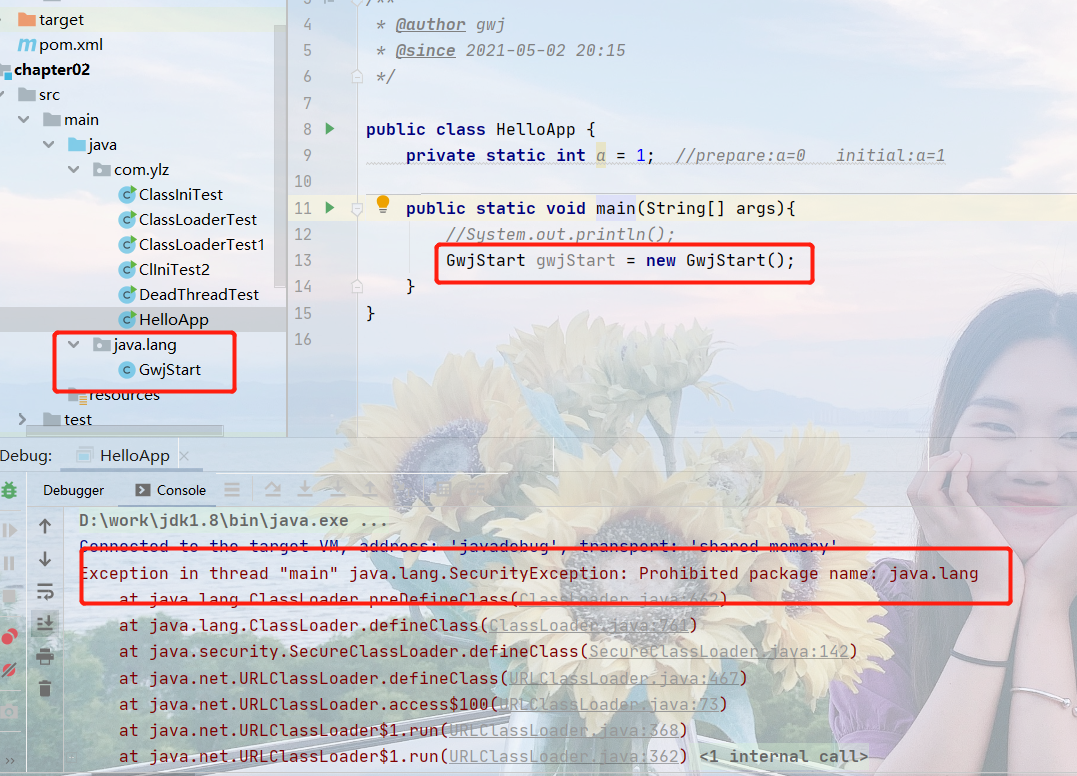 target
pom.xml
chapter02
src
main
java
com.ylz
ClassIniTest
ClassLoaderTest
ClassLoaderTest1
ClIniTest2
DeadThreadTest
HelloApp
java.lang
GwjStart
resources
test
3 /**
4 * @author gwj
5 * @since 2021-05-02 20:15
6 */
7
8 public class HelloApp {
9 private static int a = 1; //prepare:a=0 initial:a=1
10
11 public static void main(String[] args){
12 //System.out.println();
13 GwjStart gwjStart = new GwjStart();
14 }
15 }
16
Debug: HelloApp
Debugger Console
D:\work\jdk1.8\bin\java.exe ...
Connected to the target VM, address: 'javadebug', transport: 'shared memory'
Exception in thread "main" java.lang.SecurityException: Prohibited package name: java.lang
at java.lang.ClassLoader.preDefineClass(ClassLoader.java:662)
at java.lang.ClassLoader.defineClass(ClassLoader.java:761)
at java.security.SecureClassLoader.defineClass(SecureClassLoader.java:142)
at java.net.URLClassLoader.defineClass(URLClassLoader.java:467)
at java.net.URLClassLoader.access$100(URLClassLoader.java:73)
at java.net.URLClassLoader$1.run(URLClassLoader.java:368)
at java.net.URLClassLoader$1.run(URLClassLoader.java:362) <1 internal call>